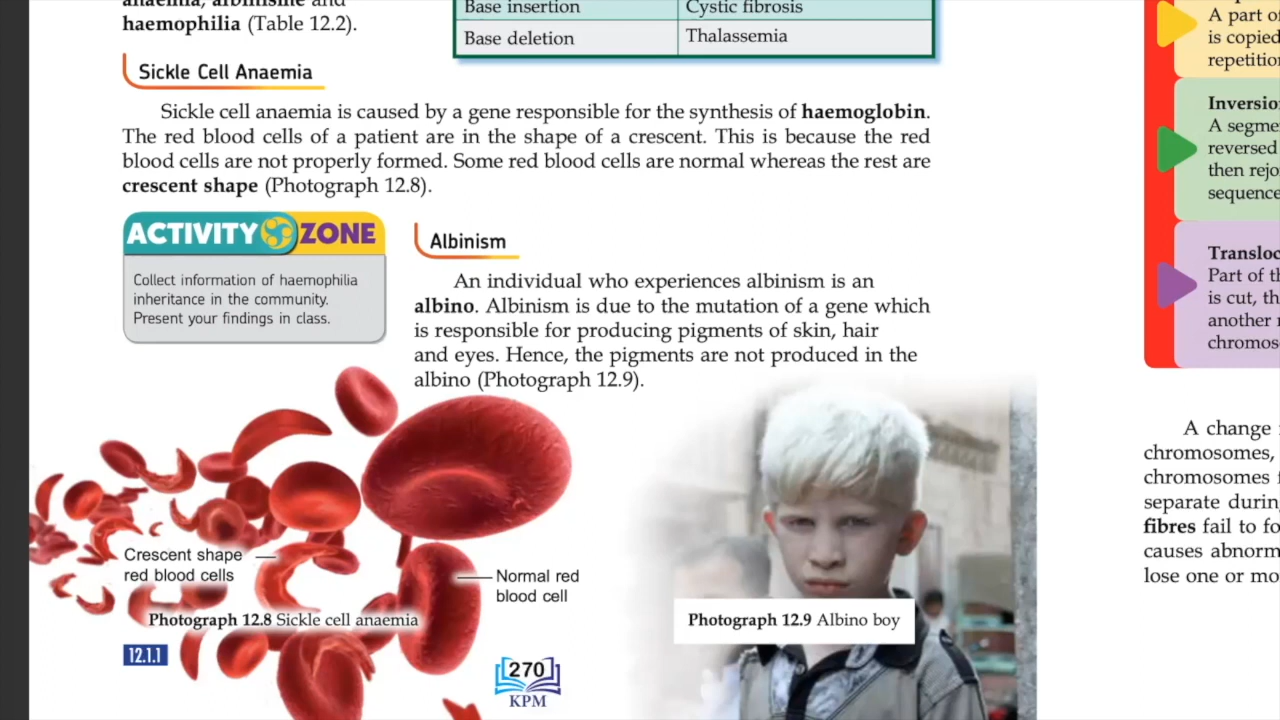 anaemia, albinisme and
haemophilia (Table 12.2).
Base insertion Cystic fibrosis
Base deletion Thalassemia
Sickle Cell Anaemia
Sickle cell anaemia is caused by a gene responsible for the synthesis of haemoglobin.
The red blood cells of a patient are in the shape of a crescent. This is because the red
blood cells are not properly formed. Some red blood cells are normal whereas the rest are
crescent shape (Photograph 12.8).
ACTIVITY ZONE
Collect information of haemophilia
inheritance in the community.
Present your findings in class.
Albinism
An individual who experiences albinism is an
albino. Albinism is due to the mutation of a gene which
is responsible for producing pigments of skin, hair
and eyes. Hence, the pigments are not produced in the
albino (Photograph 12.9).
Crescent shape
red blood cells
Normal red
blood cell
Photograph 12.8 Sickle cell anaemia
Photograph 12.9 Albino boy
12.1.1
270
KPM
A part of
is copied
Inversio
A segme
reversed
then rejo
sequence
Transloc
Part of th
is cut, th
another
chromos
A change
chromosomes,
chromosomes
separate during
fibres fail to fo
causes abnorm
lose one or mo